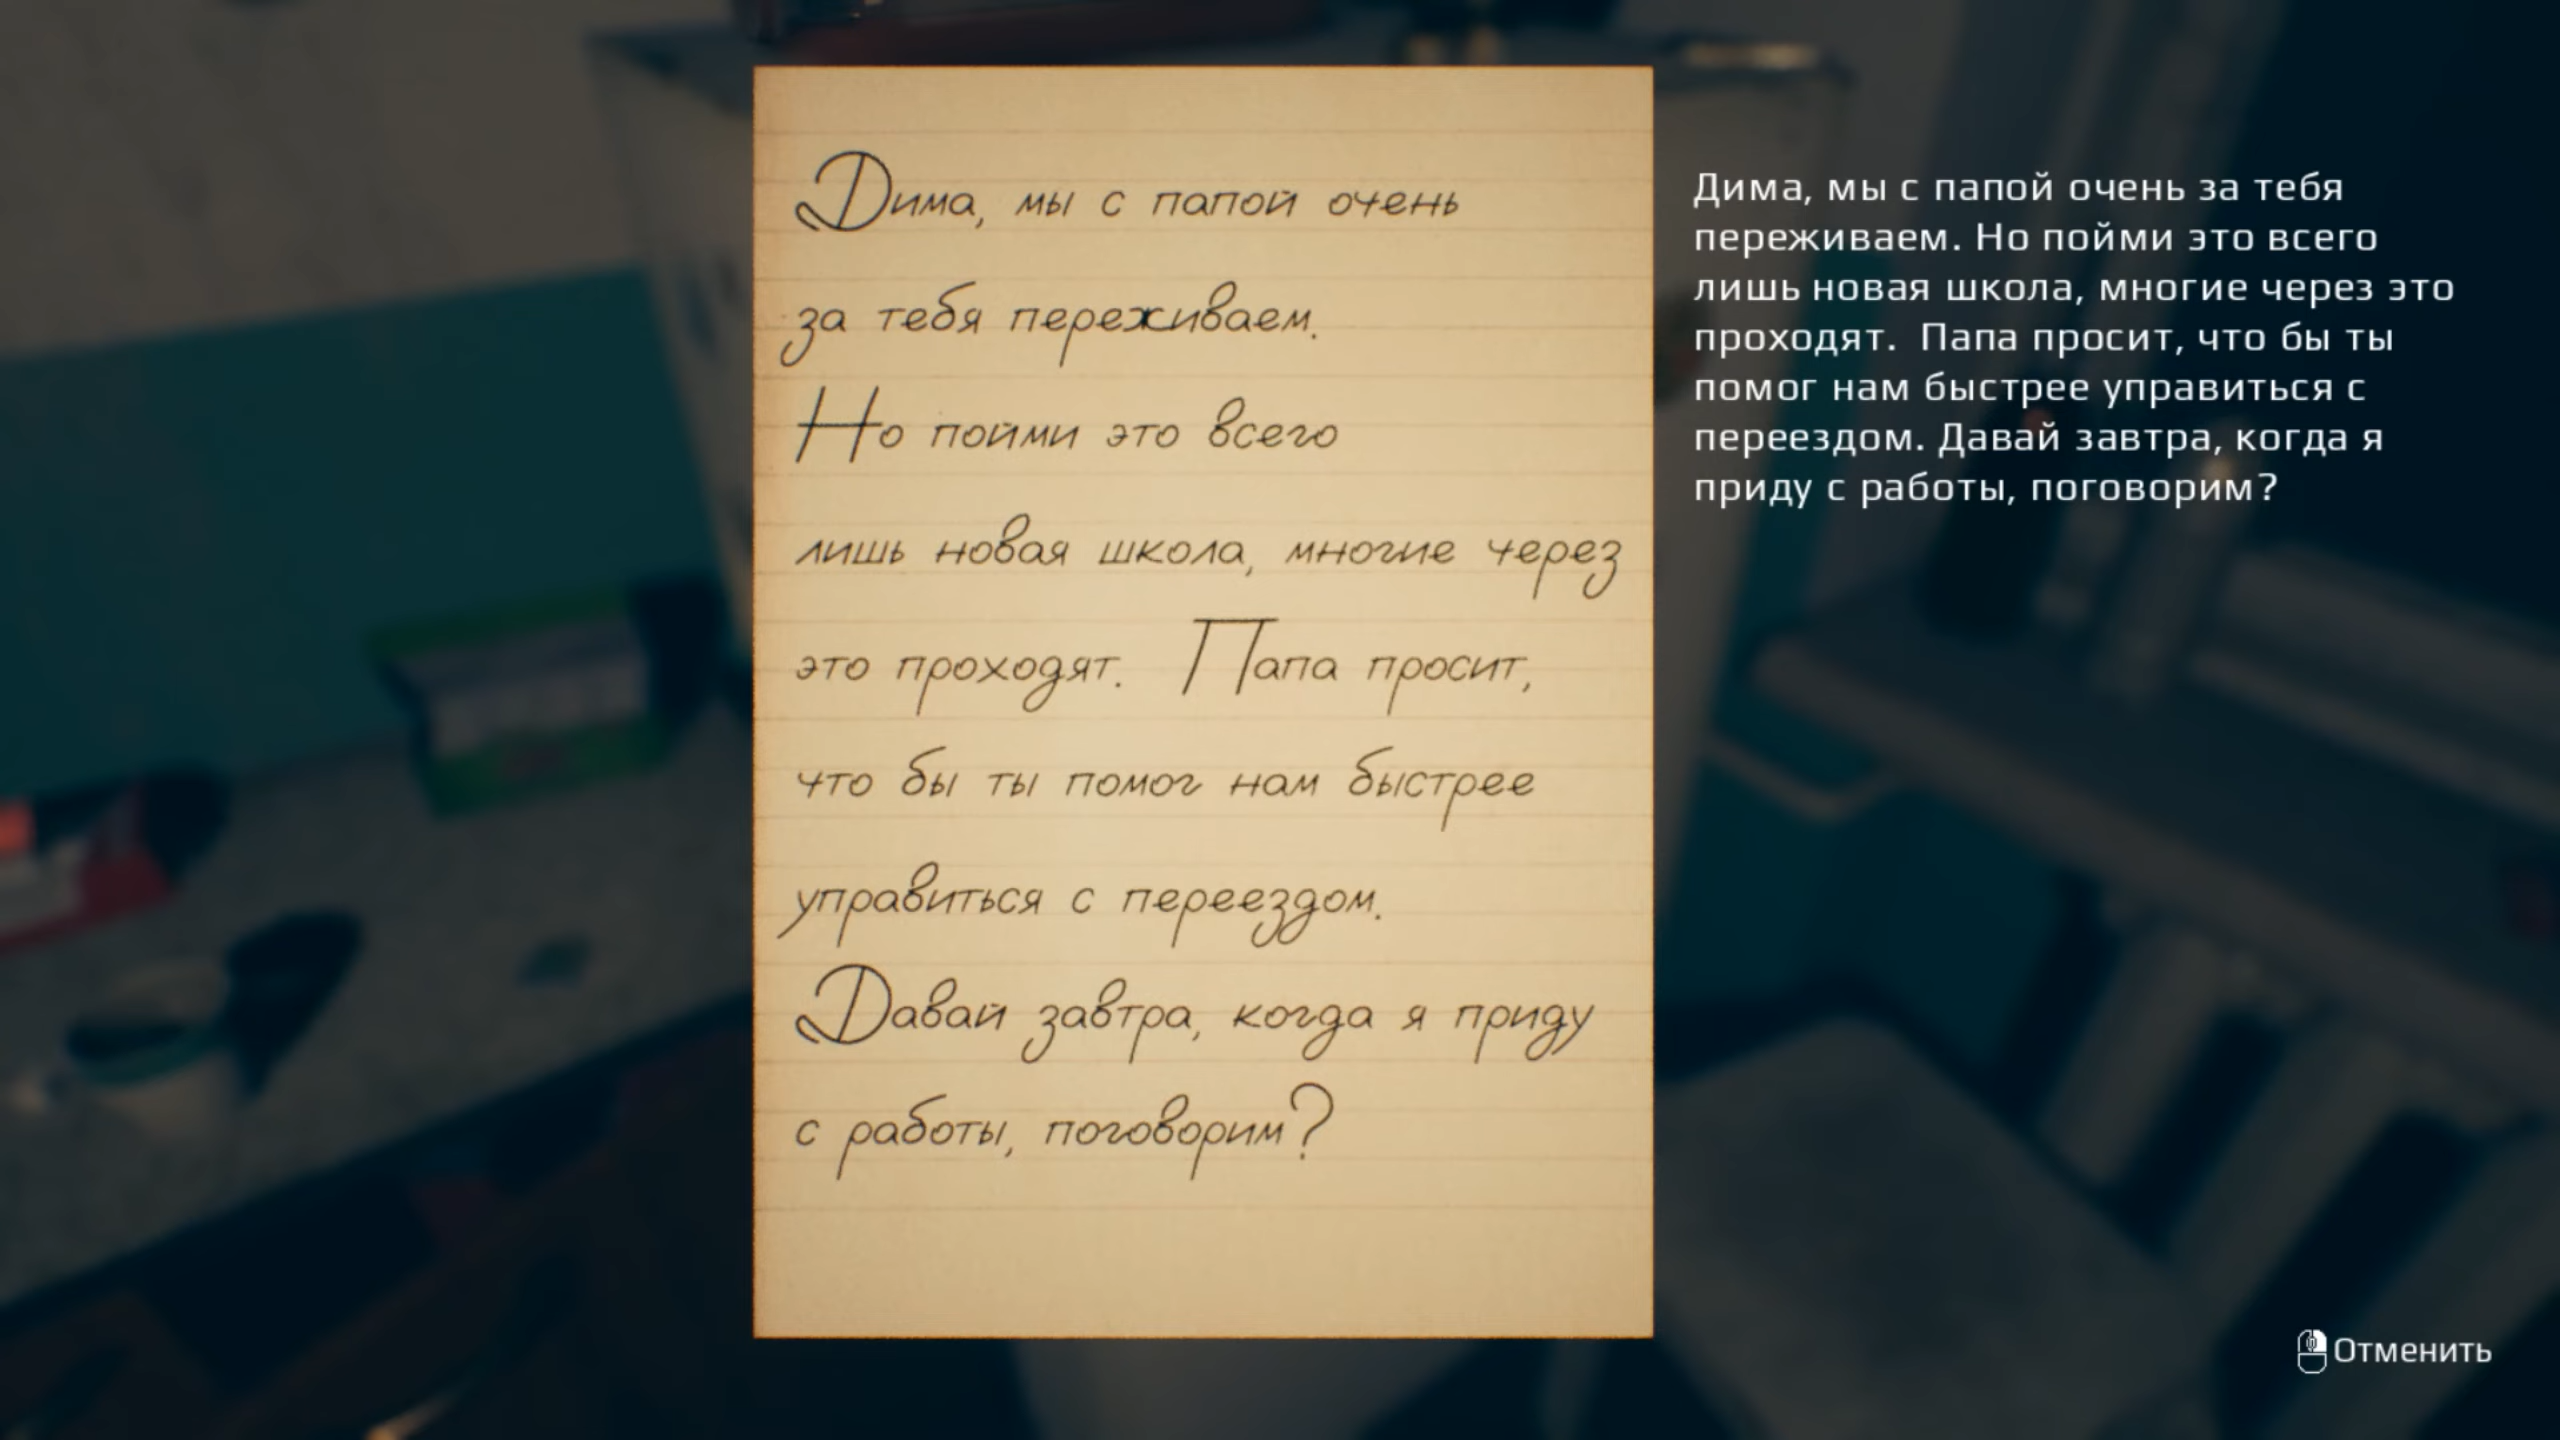 Дима, мы с папой очень
за тебя переживаем.
Но пойми это всего
лишь новая школа, многие через
это проходят.  Папа просит,
что бы ты помог нам быстрее
управиться с переездом.
Давай завтра, когда я приду
с работы, поговорим?
Дима, мы с папой очень за тебя
переживаем. Но пойми это всего
лишь новая школа, многие через это
проходят.  Папа просит, что бы ты
помог нам быстрее управиться с
переездом. Давай завтра, когда я
приду с работы, поговорим?
Отменить